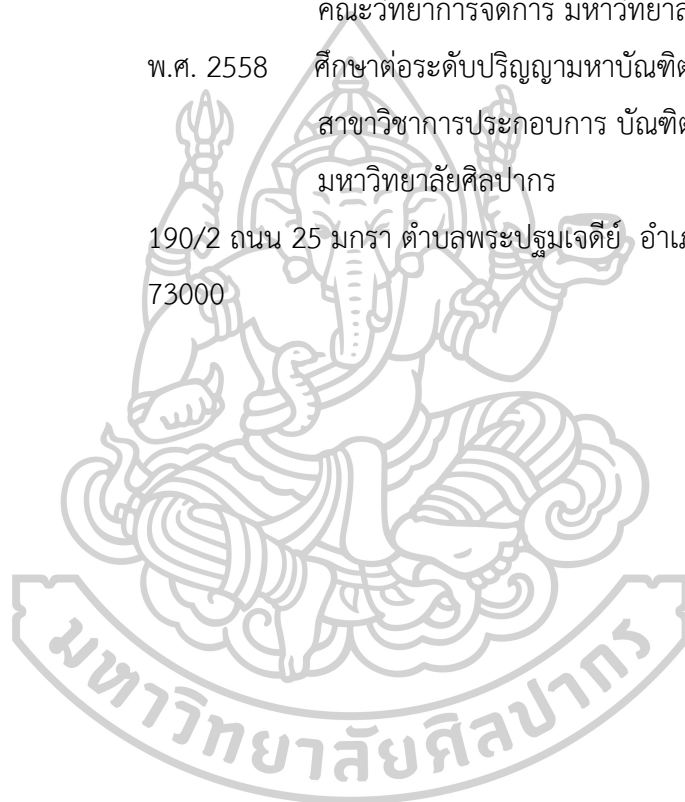 คณะวิทยาการจัดการ มหาวิทยาล
พ.ศ. 2558 ศึกษาต่อระดับปริญญามหาบัณฑิต
สาขาวิชาการประกอบการ บัณฑิต
มหาวิทยาลัยศิลปากร
190/2 ถนน 25 มกรา ตำบลพระปฐมเจดีย์ อำเภ
73000
มหาวิทยาลัยศิลปากร